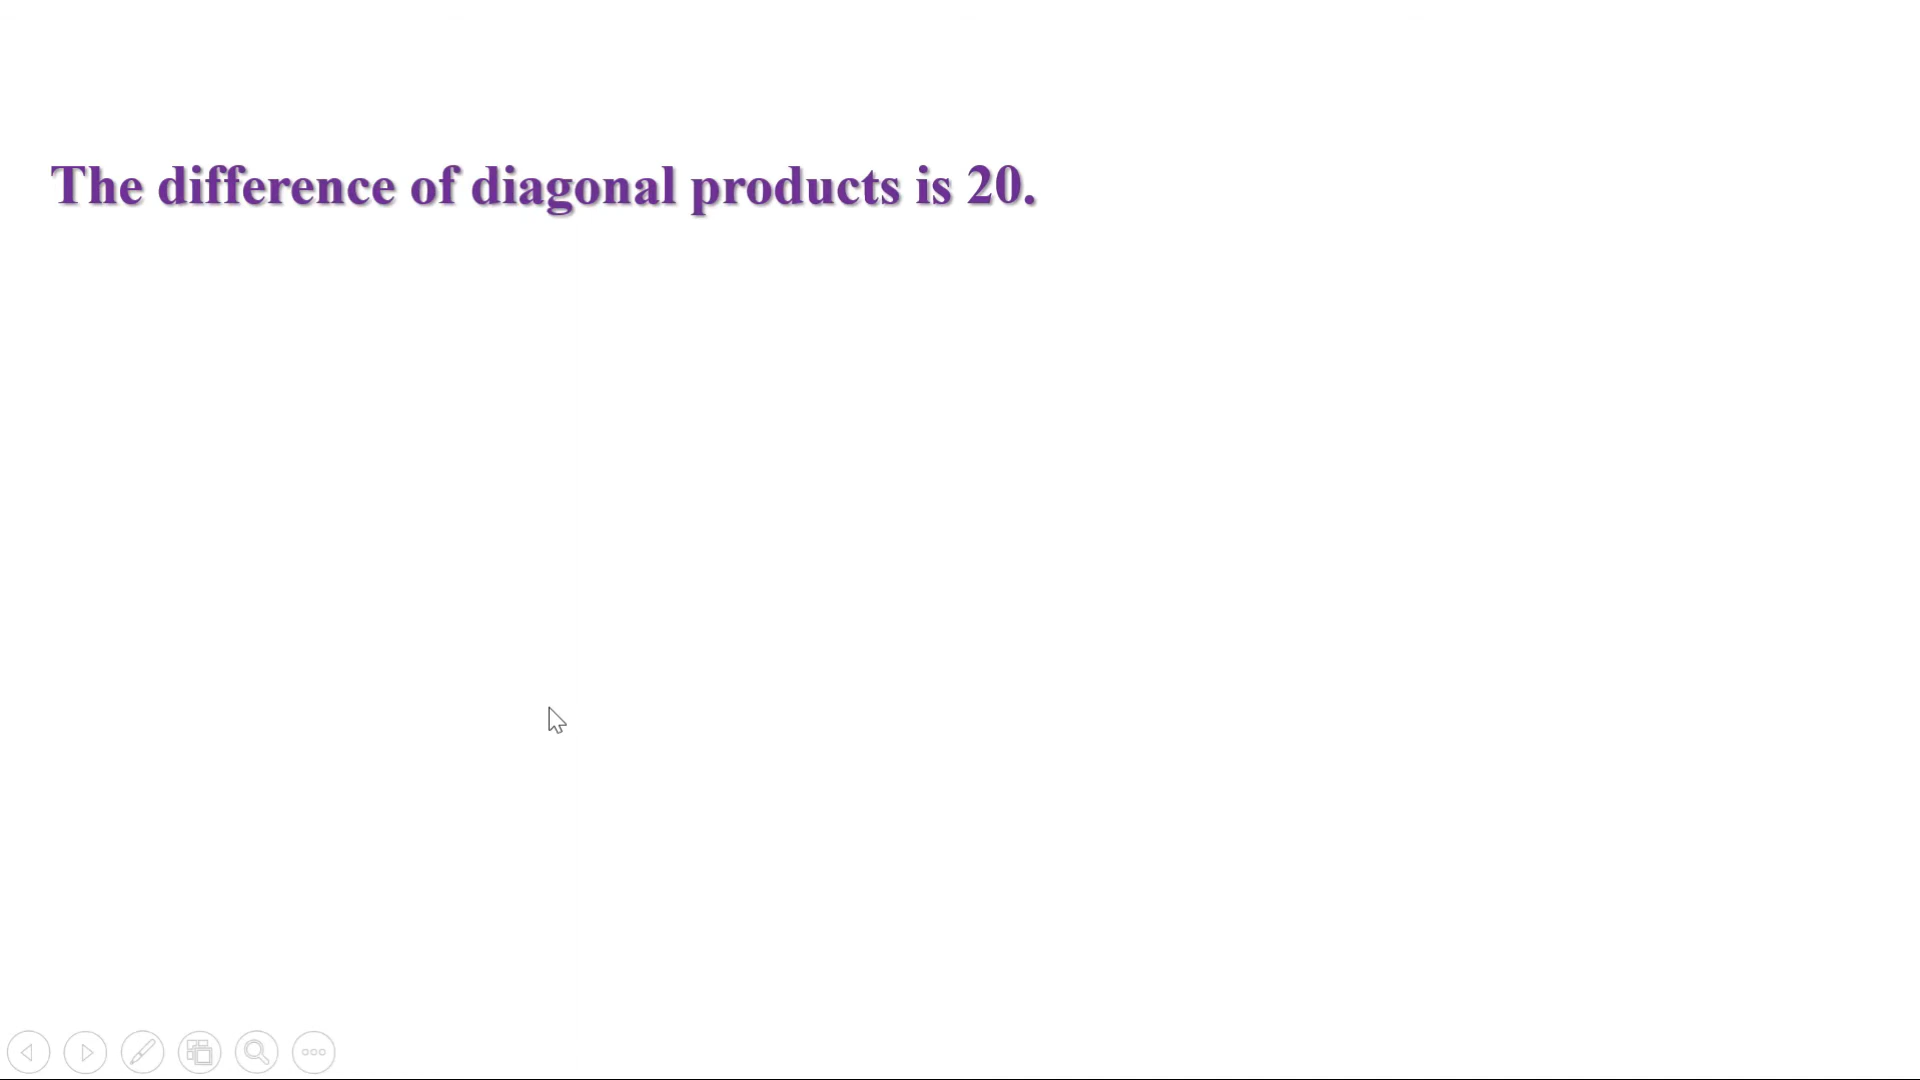 The difference of diagonal products is 20.